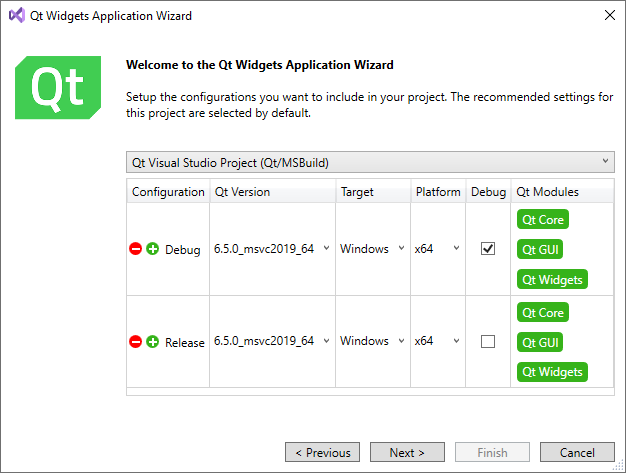 Qt Widgets Application Wizard
Qt
Welcome to the Qt Widgets Application Wizard
Setup the configurations you want to include in your project. The recommended settings for
this project are selected by default.
Qt Visual Studio Project (Qt/MSBuild)
Configuration Qt Version Target Platform Debug Qt Modules
Debug 6.5.0_msvc2019_64 Windows x64
Qt Core
Qt GUI
Qt Widgets
Release 6.5.0_msvc2019_64 Windows x64
Qt Core
Qt GUI
Qt Widgets
< Previous Next > Finish Cancel